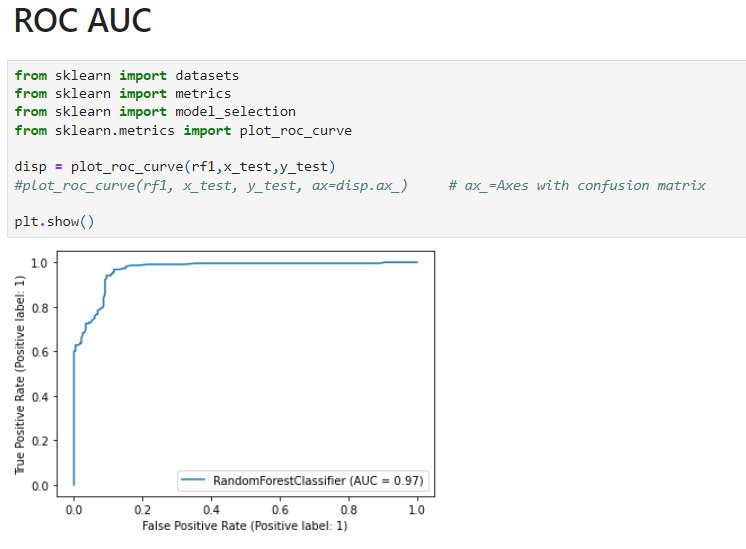 ROC AUC
from sklearn import datasets
from sklearn import metrics
from sklearn import model_selection
from sklearn.metrics import plot_roc_curve
disp = plot_roc_curve(rf1,x_test,y_test)
#plot_roc_curve(rf1, x_test, y_test, ax=disp.ax_)     # ax_=Axes with confusion matrix
plt.show()
True Positive Rate (Positive label: 1)
1.0
0.8
0.6
0.4
0.2
0.0
RandomForestClassifier (AUC = 0.97)
0.0 0.2 0.4 0.6 0.8 1.0
False Positive Rate (Positive label: 1)